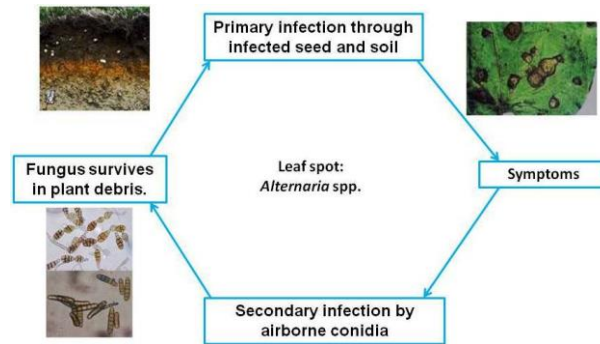 Primary infection through
infected seed and soil
Fungus survives
in plant debris.
Leaf spot:
Alternaria spp.
Symptoms
Secondary infection by
airborne conidia